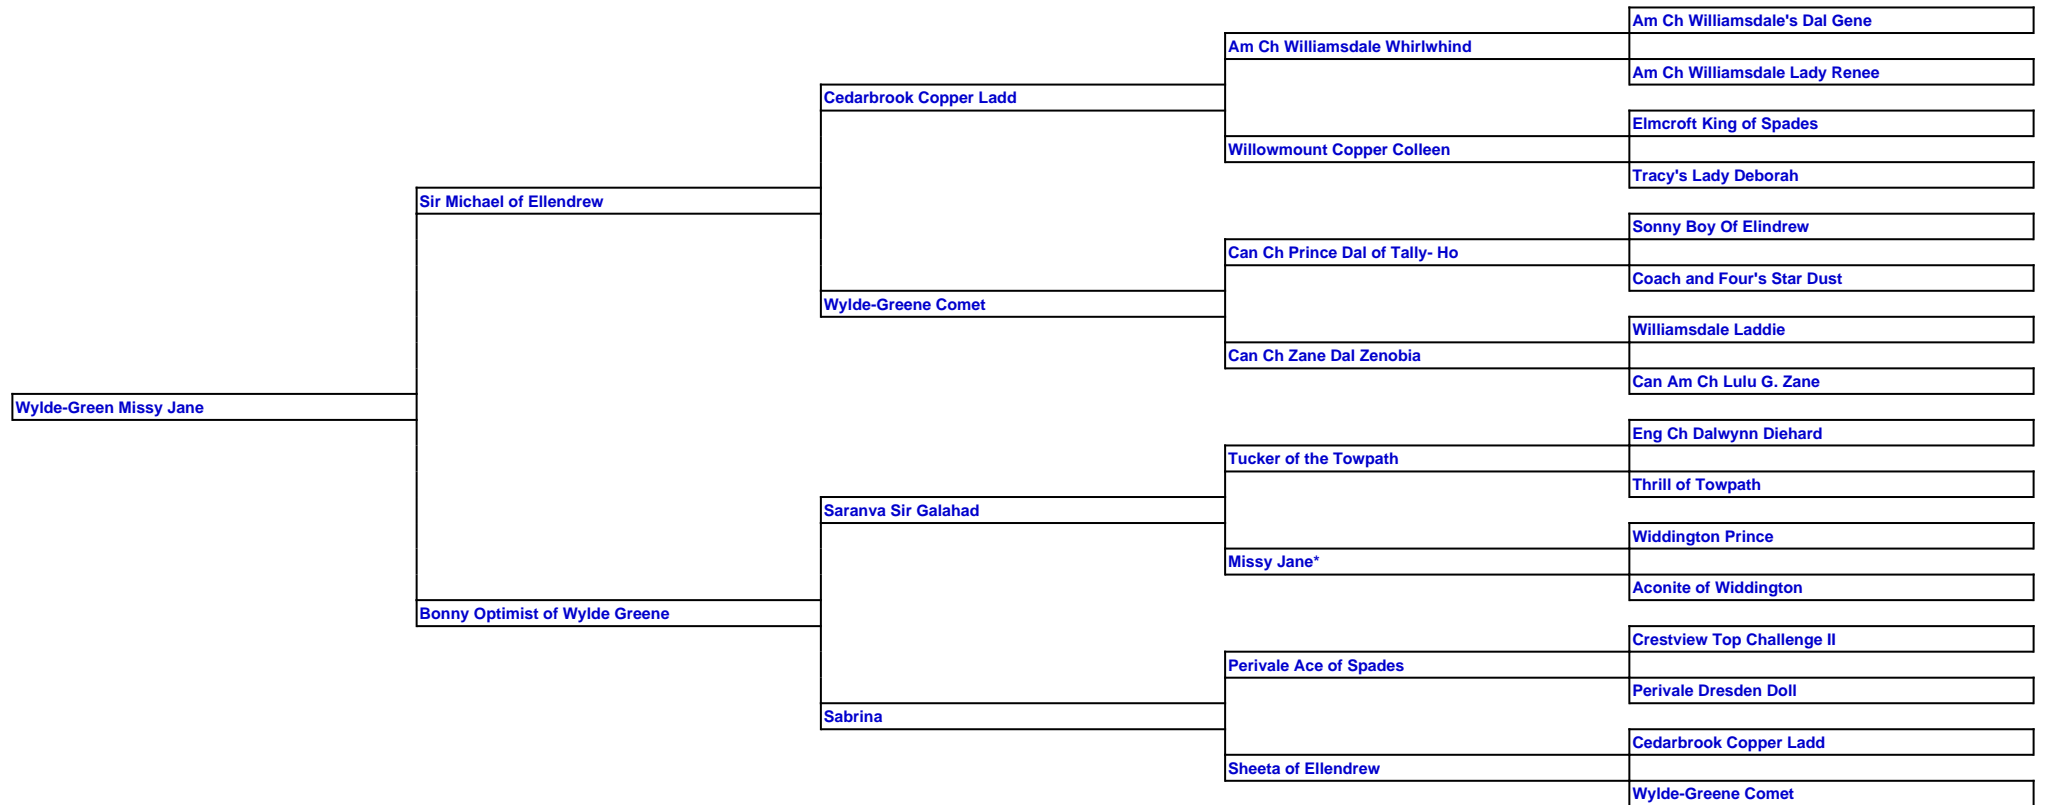 Am Ch Williamsdale's Dal Gene
Am Ch Williamsdale Whirlwhind
Am Ch Williamsdale Lady Renee
Cedarbrook Copper Ladd
Elmcroft King of Spades
Willowmount Copper Colleen
Tracy's Lady Deborah
Sir Michael of Ellendrew
Sonny Boy Of Elindrew
Can Ch Prince Dal of Tally- Ho
Coach and Four's Star Dust
Wylde-Greene Comet
Williamsdale Laddie
Can Ch Zane Dal Zenobia
Can Am Ch Lulu G. Zane
Wylde-Green Missy Jane
Eng Ch Dalwynn Diehard
Tucker of the Towpath
Thrill of Towpath
Saranva Sir Galahad
Widdington Prince
Missy Jane*
Aconite of Widdington
Bonny Optimist of Wylde Greene
Crestview Top Challenge II
Perivale Ace of Spades
Perivale Dresden Doll
Sabrina
Cedarbrook Copper Ladd
Sheeta of Ellendrew
Wylde-Greene Comet